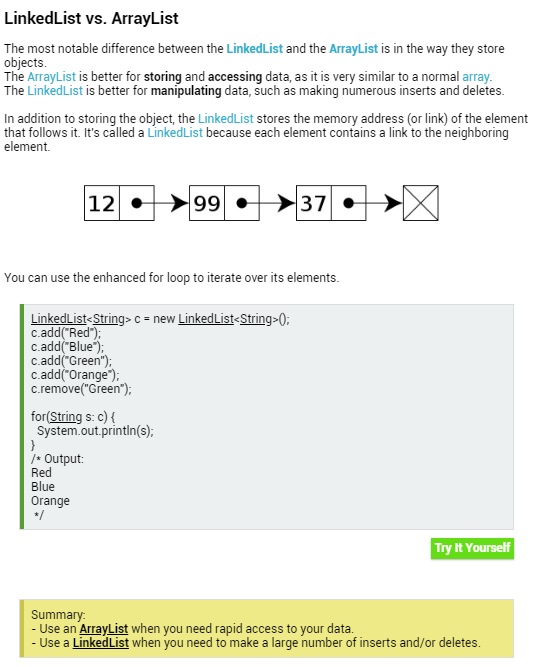 LinkedList vs. ArrayList
The most notable difference between the LinkedList and the ArrayList is in the way they store
objects.
The ArrayList is better for storing and accessing data, as it is very similar to a normal array.
The LinkedList is better for manipulating data, such as making numerous inserts and deletes.
In addition to storing the object, the LinkedList stores the memory address (or link) of the element
that follows it. It's called a LinkedList because each element contains a link to the neighboring
element.
12 99 37
You can use the enhanced for loop to iterate over its elements.
LinkedList<String> c = new LinkedList<String>();
c.add("Red");
c.add("Blue");
c.add("Green");
c.add("Orange");
c.remove("Green");
for(String s: c) {
System.out.println(s);
}
/* Output:
Red
Blue
Orange
*/
Try It Yourself
Summary:
- Use an ArrayList when you need rapid access to your data.
- Use a LinkedList when you need to make a large number of inserts and/or deletes.